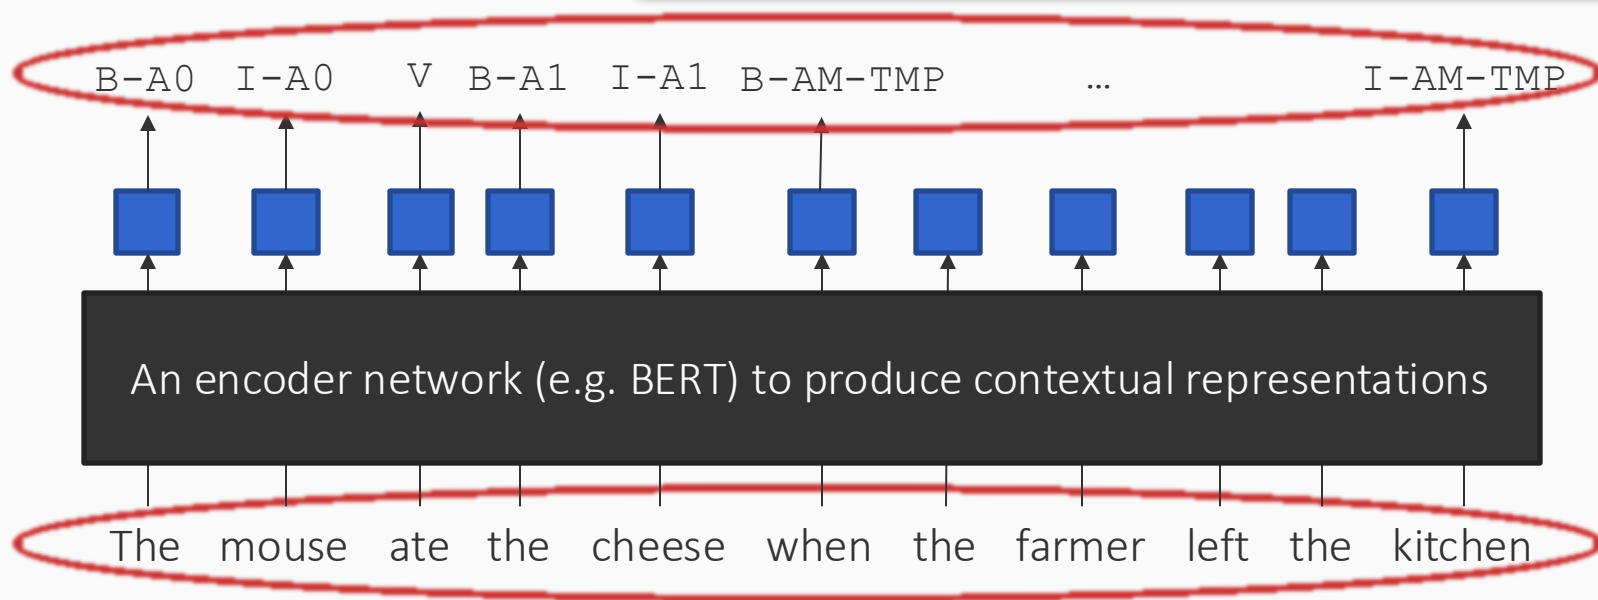 B-A0 I-A0 V B-A1 I-A1 B-AM-TMP … I-AM-TMP
An encoder network (e.g. BERT) to produce contextual representations
The mouse ate the cheese when the farmer left the kitchen